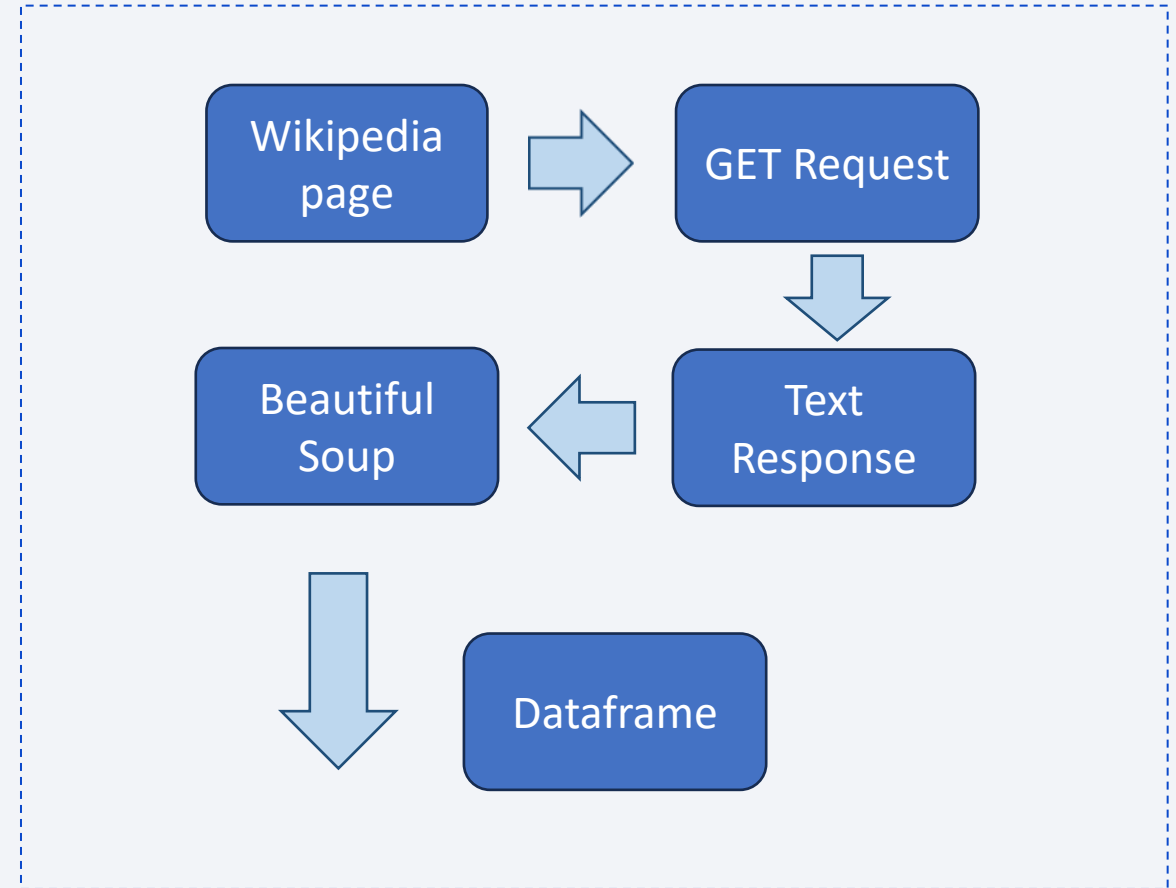 Wikipedia
page
GET Request
Text
Response
Beautiful
Soup
Dataframe